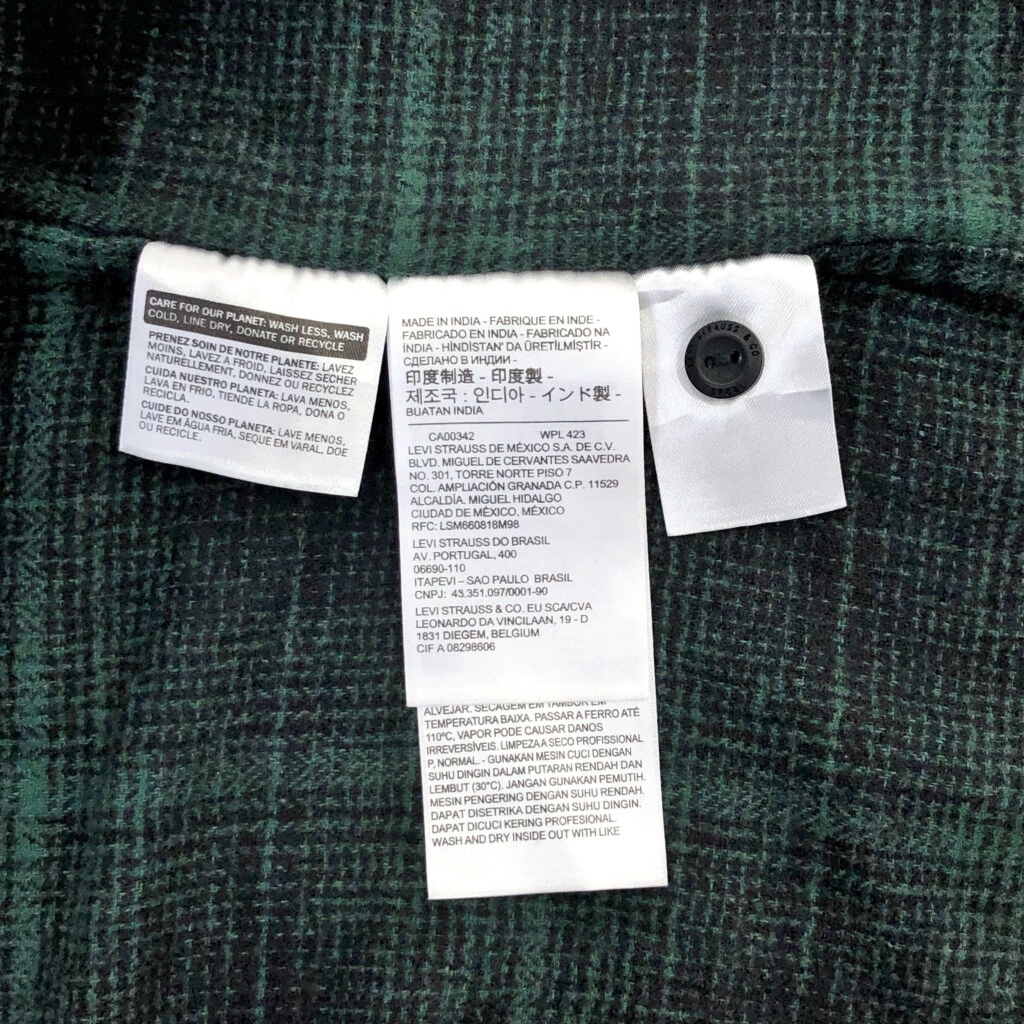 CARE FOR OUR PLANET: WASH LESS, WASH
COLD, LINE DRY, DONATE OR RECYCLE
PRENEZ SOIN DE NOTRE PLANETE: LAVEZ
MOINS, LAVEZ A FROID, LAISSEZ SECHER
NATURELLEMENT, DONNEZ OU RECYCLEZ
CUIDA NUESTRO PLANETA: LAVA MENOS,
LAVA EN FRIO, TIENDE LA ROPA, DONA O
RECICLA.
CUIDE DO NOSSO PLANETA: LAVE MENOS,
LAVE EM ÁGUA FRIA, SEQUE EM VARAL, DOE
OU RECICLE.
MADE IN INDIA - FABRIQUE EN INDE -
FABRICADO EN INDIA - FABRICADO NA
ÍNDIA - HİNDİSTAN' DA ÜRETİLMİŞTİR -
СДЕЛАНО В ИНДИИ -
印度制造 - 印度製 -
제조국 : 인디아 - インド製 -
BUATAN INDIA
CA00342 WPL 423
LEVI STRAUSS DE MÉXICO S.A. DE C.V.
BLVD. MIGUEL DE CERVANTES SAAVEDRA
NO. 301, TORRE NORTE PISO 7
COL. AMPLIACIÓN GRANADA C.P. 11529
ALCALDÍA. MIGUEL HIDALGO
CIUDAD DE MÉXICO, MÉXICO
RFC: LSM660818M98
LEVI STRAUSS DO BRASIL
AV. PORTUGAL, 400
06690-110
ITAPEVI – SAO PAULO BRASIL
CNPJ: 43.351.097/0001-90
LEVI STRAUSS & CO. EU SCA/CVA
LEONARDO DA VINCILAAN, 19 - D
1831 DIEGEM, BELGIUM
CIF A 08298606
ALVEJAR. SECAGEM EM TAMBOR EM
TEMPERATURA BAIXA. PASSAR A FERRO ATÉ
110ºC, VAPOR PODE CAUSAR DANOS
IRREVERSÍVEIS. LIMPEZA A SECO PROFISSIONAL
P, NORMAL. - GUNAKAN MESIN CUCI DENGAN
SUHU DINGIN DALAM PUTARAN RENDAH DAN
LEMBUT (30°C). JANGAN GUNAKAN PEMUTIH.
MESIN PENGERING DENGAN SUHU RENDAH.
DAPAT DISETRIKA DENGAN SUHU DINGIN.
DAPAT DICUCI KERING PROFESIONAL.
WASH AND DRY INSIDE OUT WITH LIKE
STRAUSS & CO